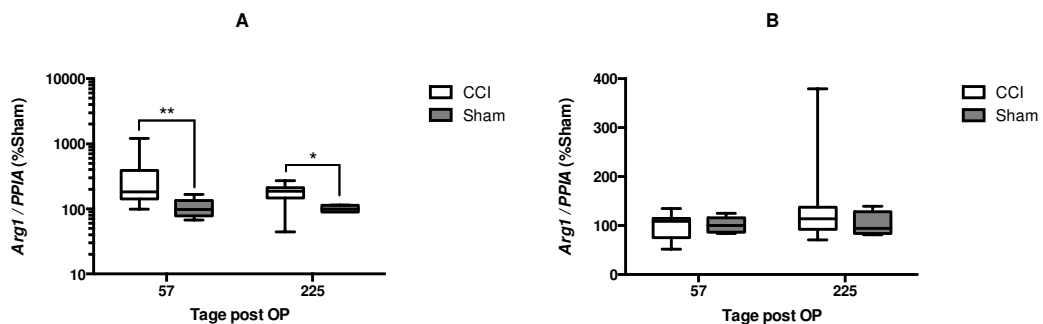 A
Arg1 / PPIA (%Sham)
10000
1000
100
10
**
*
57
225
Tage post OP
CCI
Sham
B
Arg1 / PPIA (%Sham)
400
300
200
100
0
57
225
Tage post OP
CCI
Sham